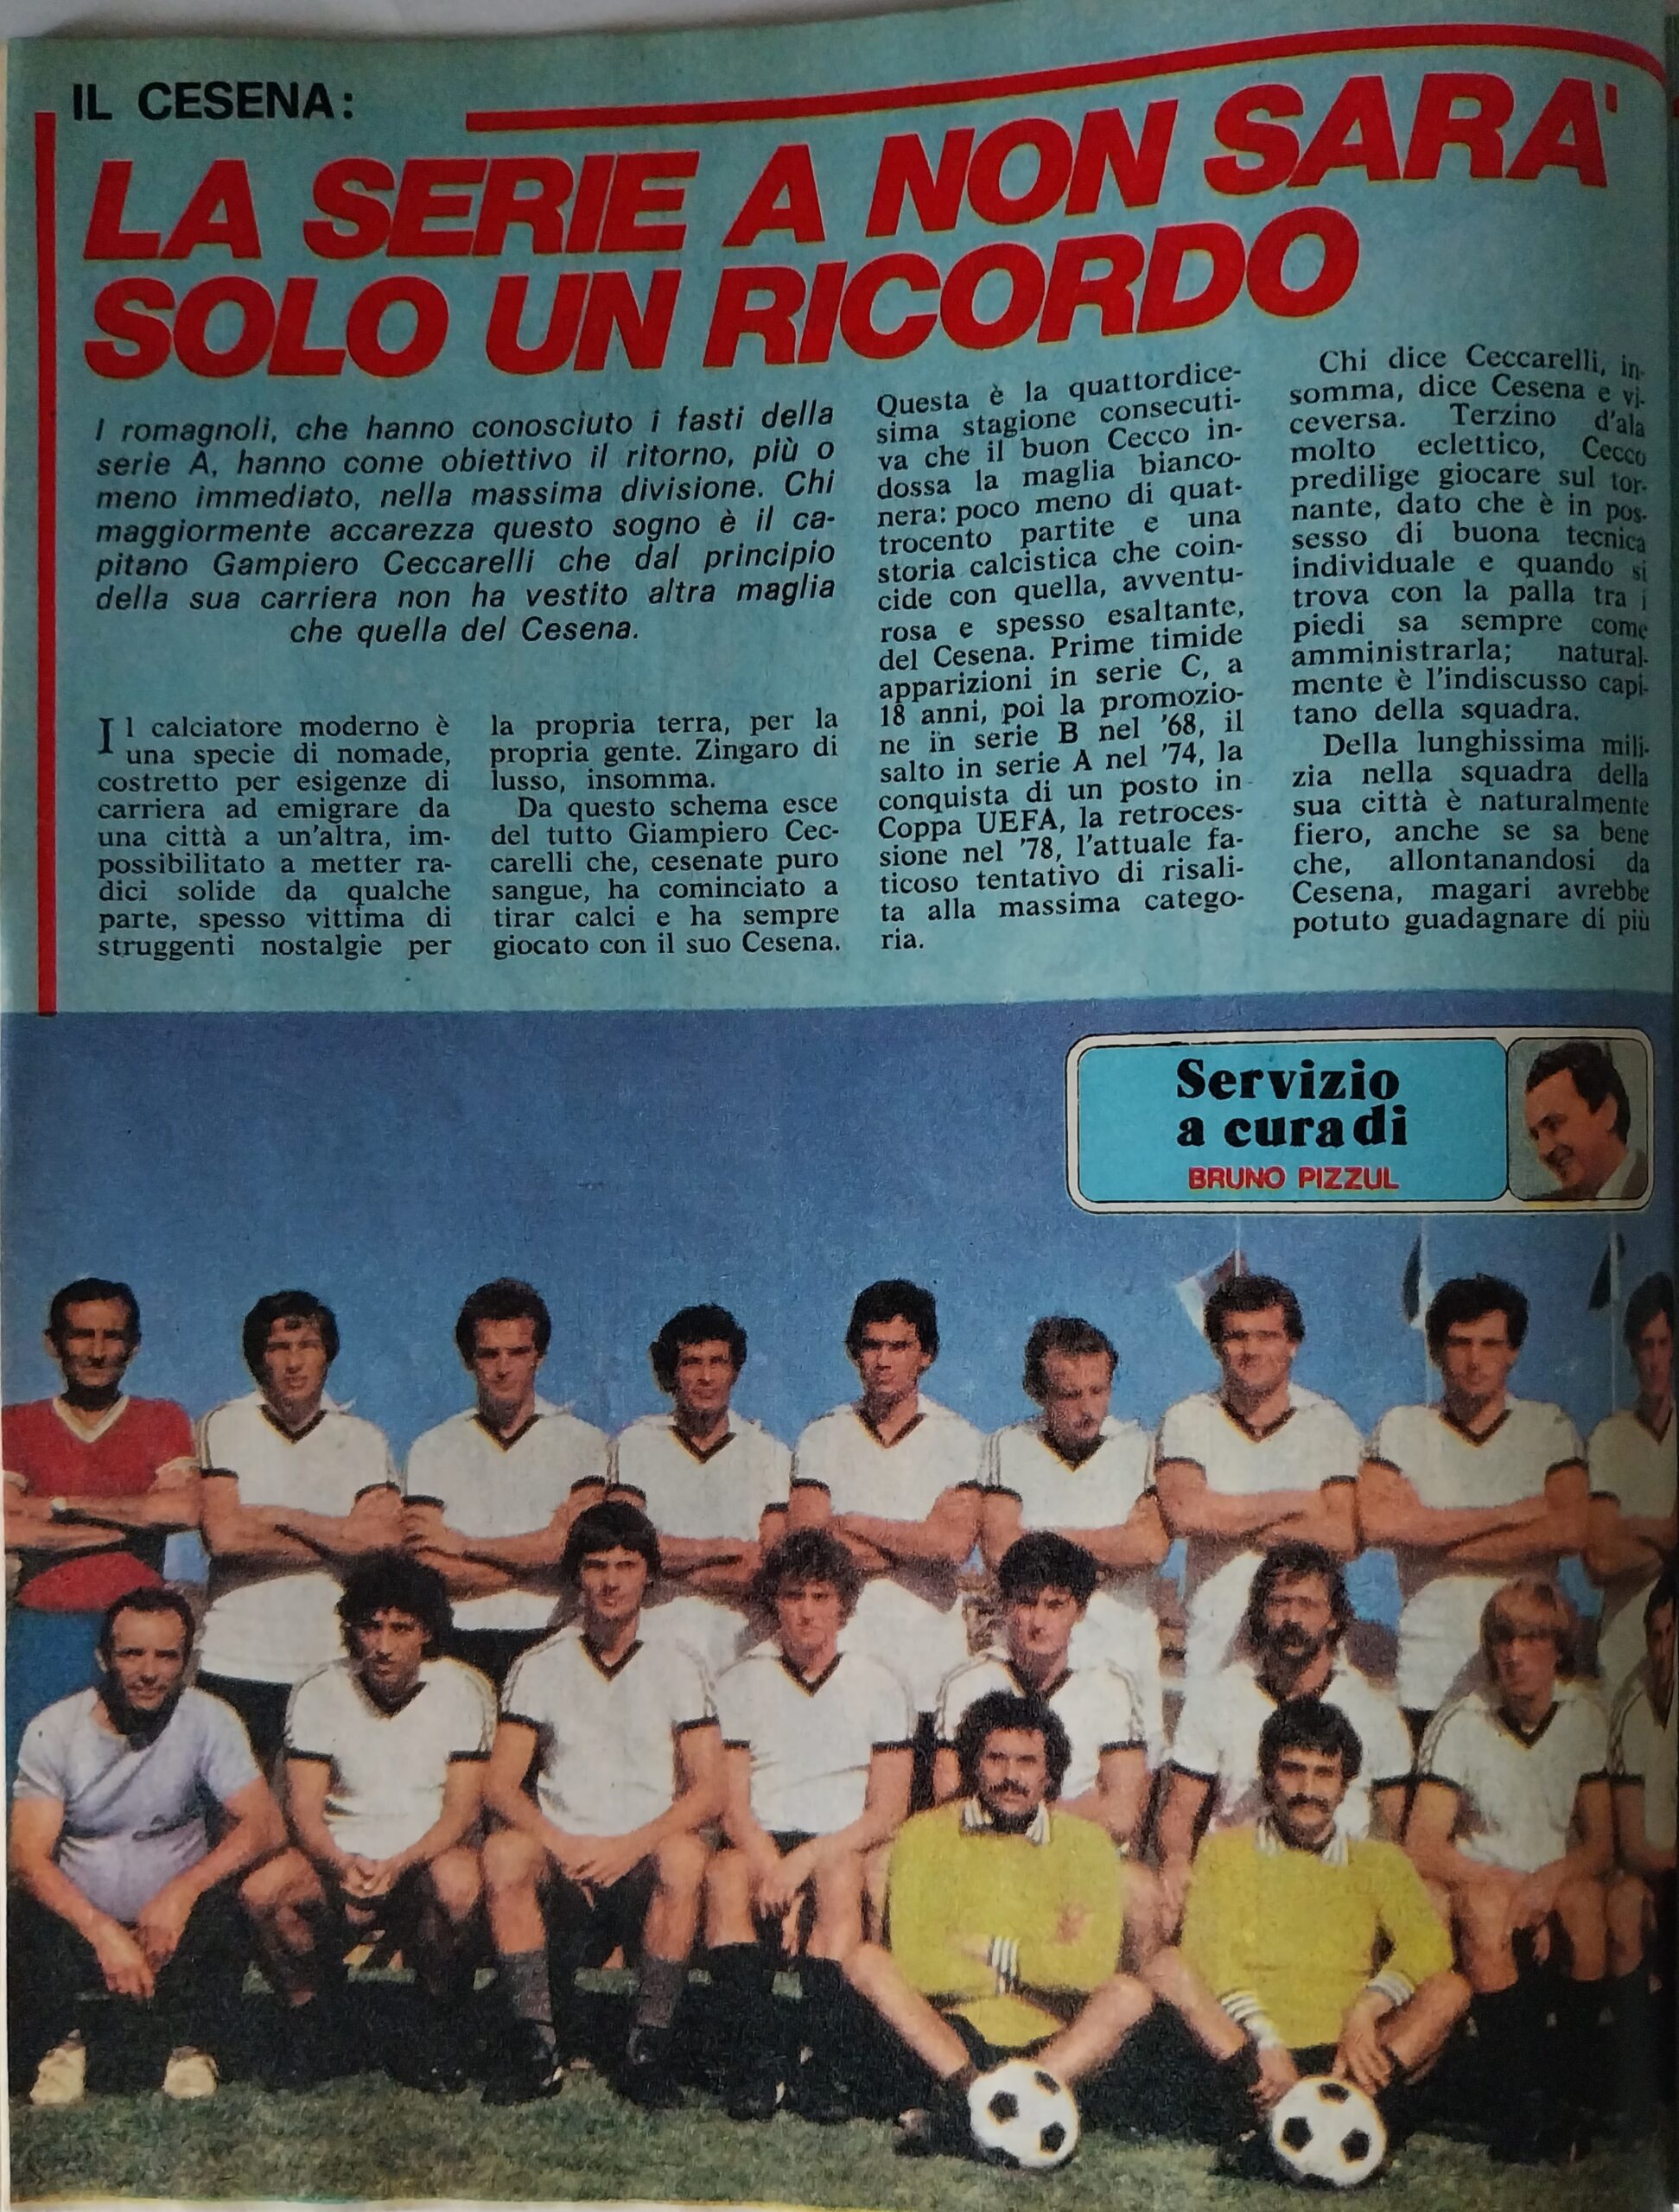 IL CESENA:
LA SERIE A NON SARA'
SOLO UN RICORDO
I romagnoli, che hanno conosciuto i fasti della
serie A, hanno come obiettivo il ritorno, più o
meno immediato, nella massima divisione. Chi
maggiormente accarezza questo sogno è il ca-
pitano Gampiero Ceccarelli che dal principio
della sua carriera non ha vestito altra maglia
che quella del Cesena.
Il calciatore moderno è
una specie di nomade,
costretto per esigenze di
carriera ad emigrare da
una città a un'altra, im-
possibilitato a metter ra-
dici solide da qualche
parte, spesso vittima di
struggenti nostalgie per
la propria terra, per la
propria gente. Zingaro di
lusso, insomma.
Da questo schema esce
del tutto Giampiero Cec-
carelli che, cesenate puro
sangue, ha cominciato a
tirar calci e ha sempre
giocato con il suo Cesena.
Questa è la quattordice-
sima stagione consecuti-
va che il buon Cecco in-
dossa la maglia bianco-
nera: poco meno di quat-
trocento partite e una
storia calcistica che coin-
cide con quella, avventu-
rosa e spesso esaltante,
del Cesena. Prime timide
apparizioni in serie C, a
18 anni, poi la promozio-
ne in serie B nel '68, il
salto in serie A nel '74, la
conquista di un posto in
Coppa UEFA, la retroces-
sione nel '78, l'attuale fa-
ticoso tentativo di risali-
ta alla massima catego-
ria.
Chi dice Ceccarelli, in-
somma, dice Cesena e vi-
ceversa. Terzino d'ala
molto eclettico, Cecco
predilige giocare sul tor-
nante, dato che è in pos-
sesso di buona tecnica
individuale e quando si
trova con la palla tra i
piedi sa sempre come
amministrarla; natural-
mente è l'indiscusso capi-
tano della squadra.
Della lunghissima mili-
zia nella squadra della
sua città è naturalmente
fiero, anche se sa bene
che, allontanandosi da
Cesena, magari avrebbe
potuto guadagnare di più
Servizio
a cura di
BRUNO PIZZUL